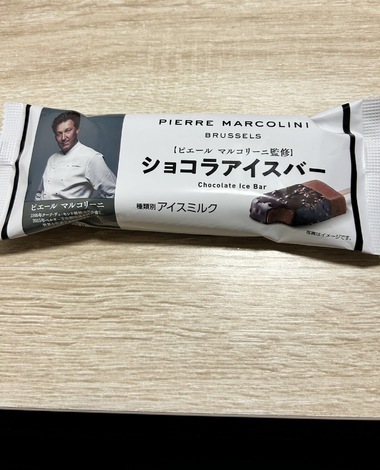 PIERRE MARCOLINI
BRUSSELS
【ピエール マルコリーニ監修】
ショコラアイスバー
Chocolate Ice Bar
種類別 アイスミルク
ピエール マルコリーニ
写真はイメージです。